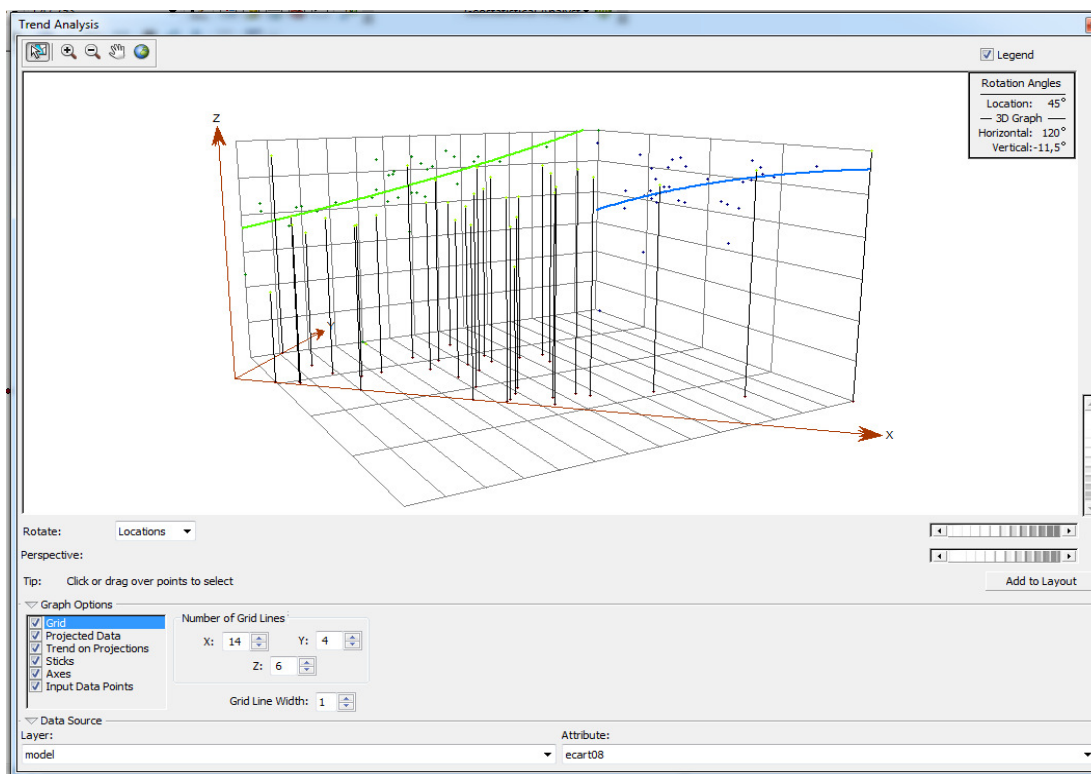 Trend Analysis
Legend
Rotation Angles
Location: 45°
3D Graph
Horizontal: 120°
Vertical:-11,5°
Z
Y
X
Rotate: Locations
Perspective:
Tip: Click or drag over points to select
Add to Layout
Graph Options
Grid
Projected Data
Trend on Projections
Sticks
Axes
Input Data Points
Number of Grid Lines
X: 14 Y: 4
Z: 6
Grid Line Width: 1
Data Source
Layer: Attribute:
model ecart08